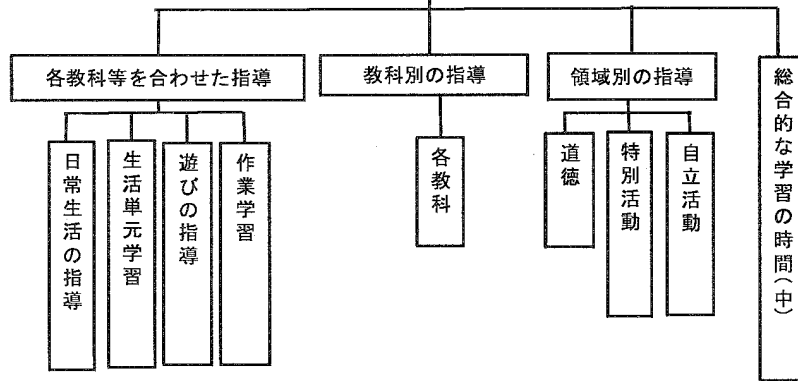 各教科等を合わせた指導
教科別の指導
領域別の指導
総合的な学習の時間(中)
日常生活の指導
生活単元学習
遊びの指導
作業学習
各教科
道徳
特別活動
自立活動